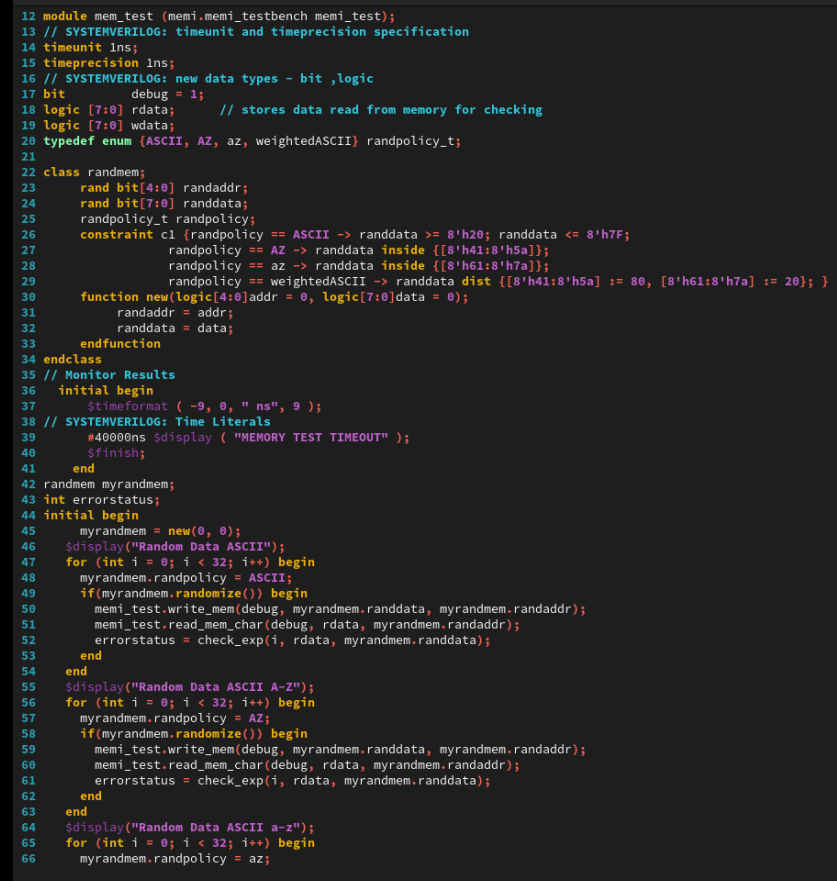 12 module mem_test (memi.memi_testbench memi_test);
13 // SYSTEMVERILOG: timeunit and timeprecision specification
14 timeunit 1ns;
15 timeprecision 1ns;
16 // SYSTEMVERILOG: new data types - bit ,logic
17 bit         debug = 1;
18 logic [7:0] rdata;      // stores data read from memory for checking
19 logic [7:0] wdata;
20 typedef enum {ASCII, AZ, az, weightedASCII} randpolicy_t;
21
22 class randmem;
23      rand bit[4:0] randaddr;
24      rand bit[7:0] randdata;
25      randpolicy_t randpolicy;
26      constraint c1 {randpolicy == ASCII -> randdata >= 8'h20; randdata <= 8'h7F;
27                  randpolicy == AZ -> randdata inside {[8'h41:8'h5a]};
28                  randpolicy == az -> randdata inside {[8'h61:8'h7a]};
29                  randpolicy == weightedASCII -> randdata dist {[8'h41:8'h5a] := 80, [8'h61:8'h7a] := 20}; }
30      function new(logic[4:0]addr = 0, logic[7:0]data = 0);
31           randaddr = addr;
32           randdata = data;
33      endfunction
34 endclass
35 // Monitor Results
36   initial begin
37       $timeformat ( -9, 0, " ns", 9 );
38 // SYSTEMVERILOG: Time Literals
39       #40000ns $display ( "MEMORY TEST TIMEOUT" );
40       $finish;
41     end
42 randmem myrandmem;
43 int errorstatus;
44 initial begin
45      myrandmem = new(0, 0);
46    $display("Random Data ASCII");
47    for (int i = 0; i < 32; i++) begin
48      myrandmem.randpolicy = ASCII;
49      if(myrandmem.randomize()) begin
50        memi_test.write_mem(debug, myrandmem.randdata, myrandmem.randaddr);
51        memi_test.read_mem_char(debug, rdata, myrandmem.randaddr);
52        errorstatus = check_exp(i, rdata, myrandmem.randdata);
53      end
54    end
55    $display("Random Data ASCII A-Z");
56    for (int i = 0; i < 32; i++) begin
57      myrandmem.randpolicy = AZ;
58      if(myrandmem.randomize()) begin
59        memi_test.write_mem(debug, myrandmem.randdata, myrandmem.randaddr);
60        memi_test.read_mem_char(debug, rdata, myrandmem.randaddr);
61        errorstatus = check_exp(i, rdata, myrandmem.randdata);
62      end
63    end
64    $display("Random Data ASCII a-z");
65    for (int i = 0; i < 32; i++) begin
66      myrandmem.randpolicy = az;